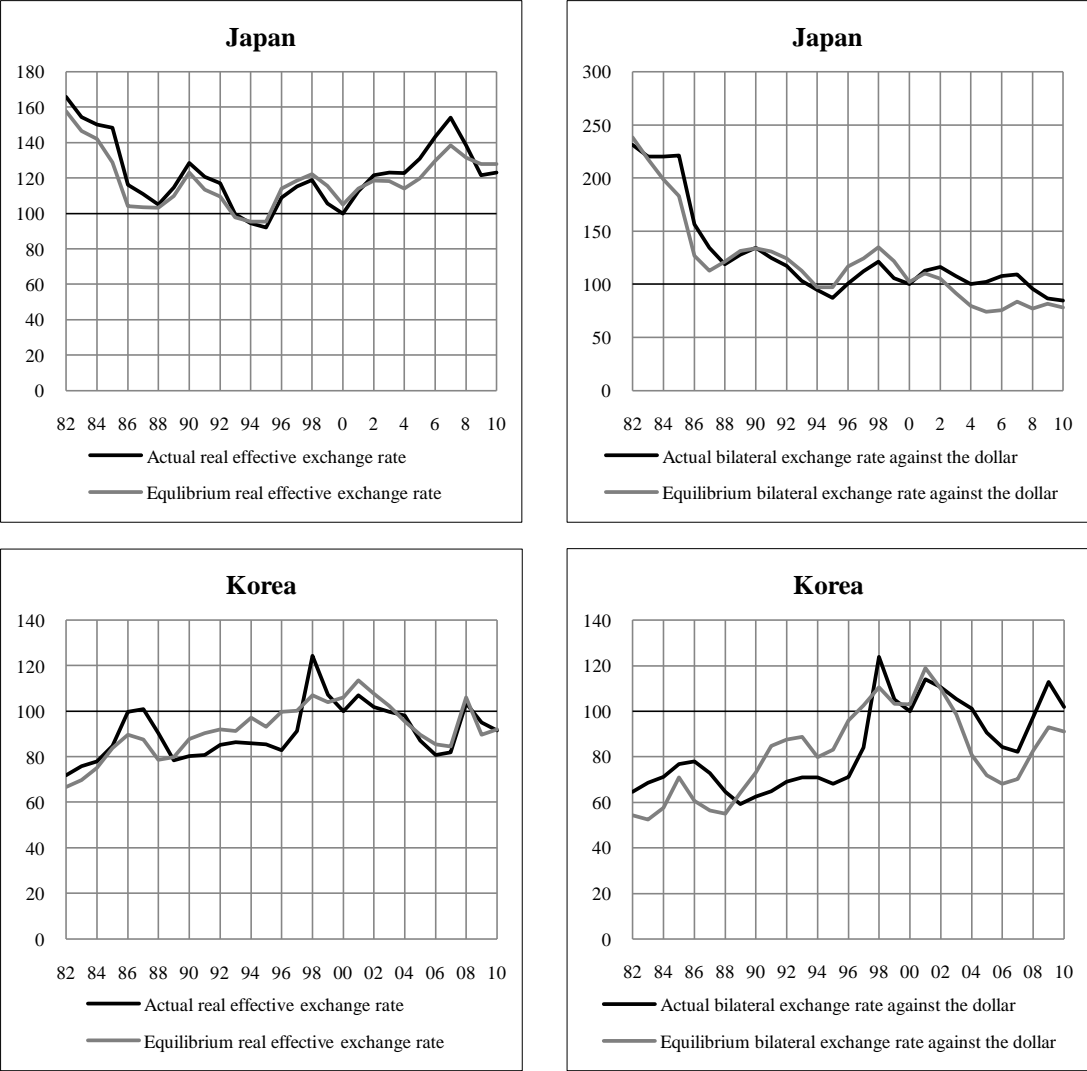 Japan
180
160
140
120
100
80
60
40
20
0
82 84 86 88 90 92 94 96 98 0 2 4 6 8 10
Actual real effective exchange rate
Equlibrium real effective exchange rate
Japan
300
250
200
150
100
50
0
82 84 86 88 90 92 94 96 98 0 2 4 6 8 10
Actual bilateral exchange rate against the dollar
Equilibrium bilateral exchange rate against the dollar
Korea
140
120
100
80
60
40
20
0
82 84 86 88 90 92 94 96 98 00 02 04 06 08 10
Actual real effective exchange rate
Equilibrium real effective exchange rate
Korea
140
120
100
80
60
40
20
0
82 84 86 88 90 92 94 96 98 00 02 04 06 08 10
Actual bilateral exchange rate against the dollar
Equilibrium bilateral exchange rate against the dollar